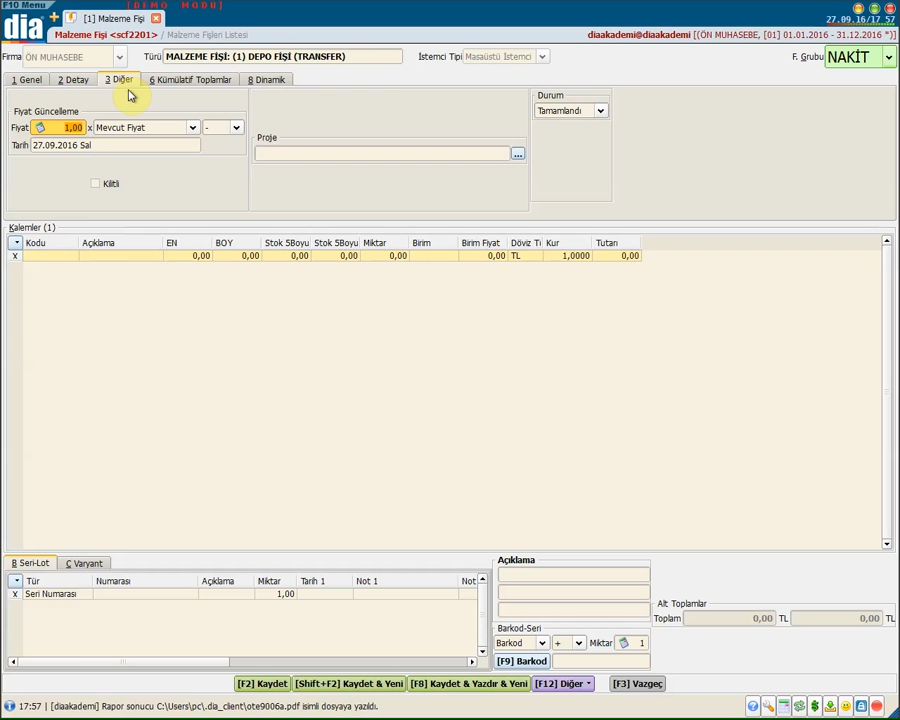 F10 Menu
[DEMO MODU]
dia
[1] Malzeme Fişi
27.09.16/17 57
Malzeme Fişi <scf2201> / Malzeme Fişleri Listesi
diaakademi@diaakademi [(ÖN MUHASEBE, [01] 01.01.2016 - 31.12.2016 *)]
Firma ÖN MUHASEBE Türü MALZEME FİŞİ: (1) DEPO FİŞİ (TRANSFER) İstemci Tipi Masaüstü İstemci F. Grubu NAKİT
1 Genel 2 Detay 3 Diğer 6 Kümülatif Toplamlar 8 Dinamik
Fiyat Güncelleme
Fiyat 1,00 x Mevcut Fiyat -
Tarih 27.09.2016 Sal
Kilitli
Proje
...
Durum
Tamamlandı
Kalemler (1)
Kodu Açıklama EN BOY Stok 5Boyu Stok 5Boyu Miktar Birim Birim Fiyat Döviz Ti Kur Tutarı
X 0,00 0,00 0,00 0,00 0,00 0,00 TL 1,0000 0,00
B Seri-Lot C Varyant
Tür Numarası Açıklama Miktar Tarih 1 Not 1 Not
X Seri Numarası 1,00
Açıklama
Barkod-Seri
Barkod + Miktar 1
[F9] Barkod
Alt Toplamlar
Toplam 0,00 TL 0,00 TL
[F2] Kaydet [Shift+F2] Kaydet & Yeni [F8] Kaydet & Yazdır & Yeni [F12] Diğer [F3] Vazgeç
17:57 | [diaakademi] Rapor sonucu C:\Users\pc\.dia_client\ote9006a.pdf isimli dosyaya yazıldı.